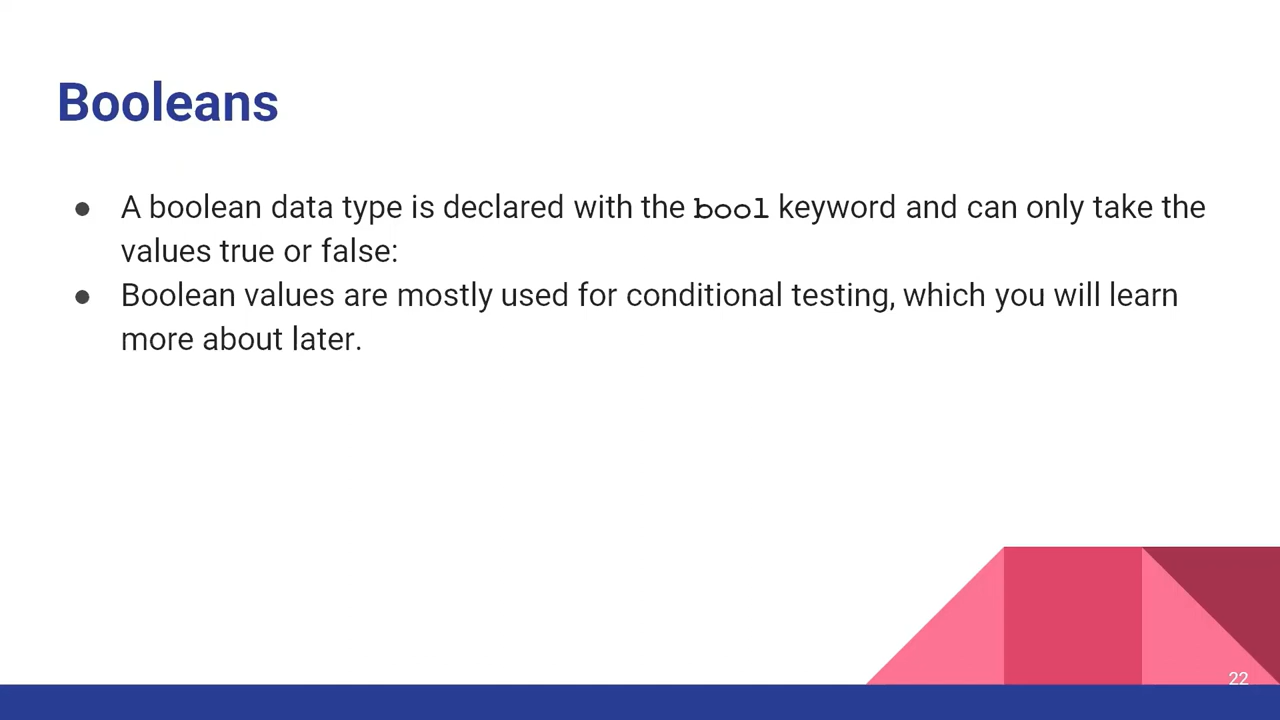 Booleans
● A boolean data type is declared with the bool keyword and can only take the
values true or false:
● Boolean values are mostly used for conditional testing, which you will learn
more about later.
22